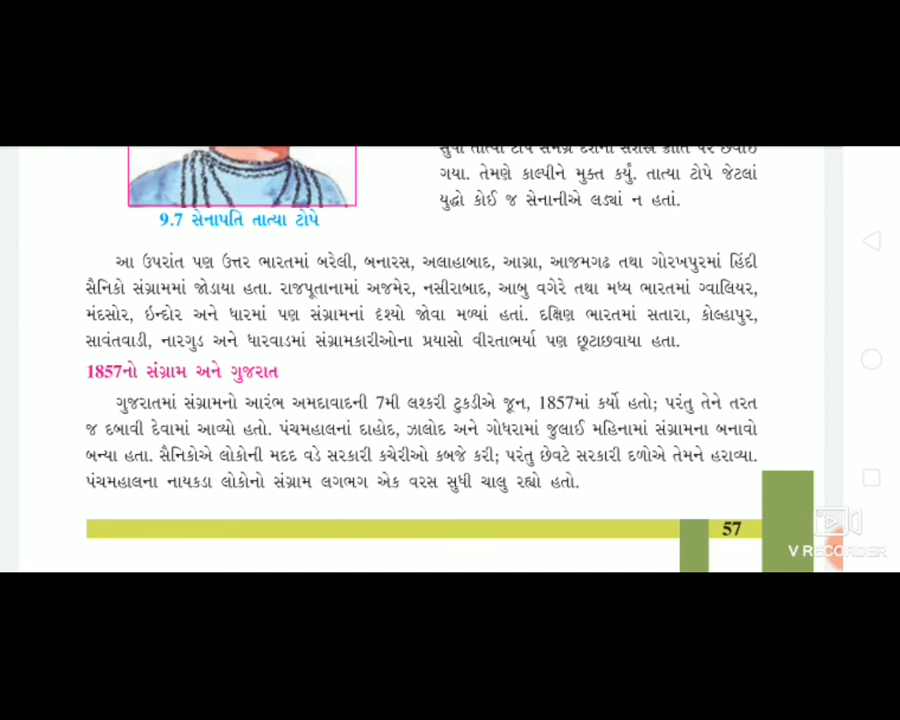 ગયા. તેમણે કાલ્પીને મુક્ત કર્યું. તાત્યા ટોપે જેટલાં
યુદ્ધો કોઈ જ સેનાનીએ લડ્યાં ન હતાં.
9.7 સેનાપતિ તાત્યા ટોપે
આ ઉપરાંત પણ ઉત્તર ભારતમાં બરેલી, બનારસ, અલાહાબાદ, આગ્રા, આજમગઢ તથા ગોરખપુરમાં હિંદી
સૈનિકો સંગ્રામમાં જોડાયા હતા. રાજપૂતાનામાં અજમેર, નસીરાબાદ, આબુ વગેરે તથા મધ્ય ભારતમાં ગ્વાલિયર,
મંદસોર, ઇન્દોર અને ધારમાં પણ સંગ્રામનાં દૃશ્યો જોવા મળ્યાં હતાં. દક્ષિણ ભારતમાં સતારા, કોલ્હાપુર,
સાવંતવાડી, નારગુડ અને ધારવાડમાં સંગ્રામકારીઓના પ્રયાસો વીરતાભર્યા પણ છૂટાછવાયા હતા.
1857નો સંગ્રામ અને ગુજરાત
ગુજરાતમાં સંગ્રામનો આરંભ અમદાવાદની 7મી લશ્કરી ટુકડીએ જૂન, 1857માં કર્યો હતો; પરંતુ તેને તરત
જ દબાવી દેવામાં આવ્યો હતો. પંચમહાલનાં દાહોદ, ઝાલોદ અને ગોધરામાં જુલાઈ મહિનામાં સંગ્રામના બનાવો
બન્યા હતા. સૈનિકોએ લોકોની મદદ વડે સરકારી કચેરીઓ કબજે કરી; પરંતુ છેવટે સરકારી દળોએ તેમને હરાવ્યા.
પંચમહાલના નાયકડા લોકોનો સંગ્રામ લગભગ એક વરસ સુધી ચાલુ રહ્યો હતો.
57
V RECORDER